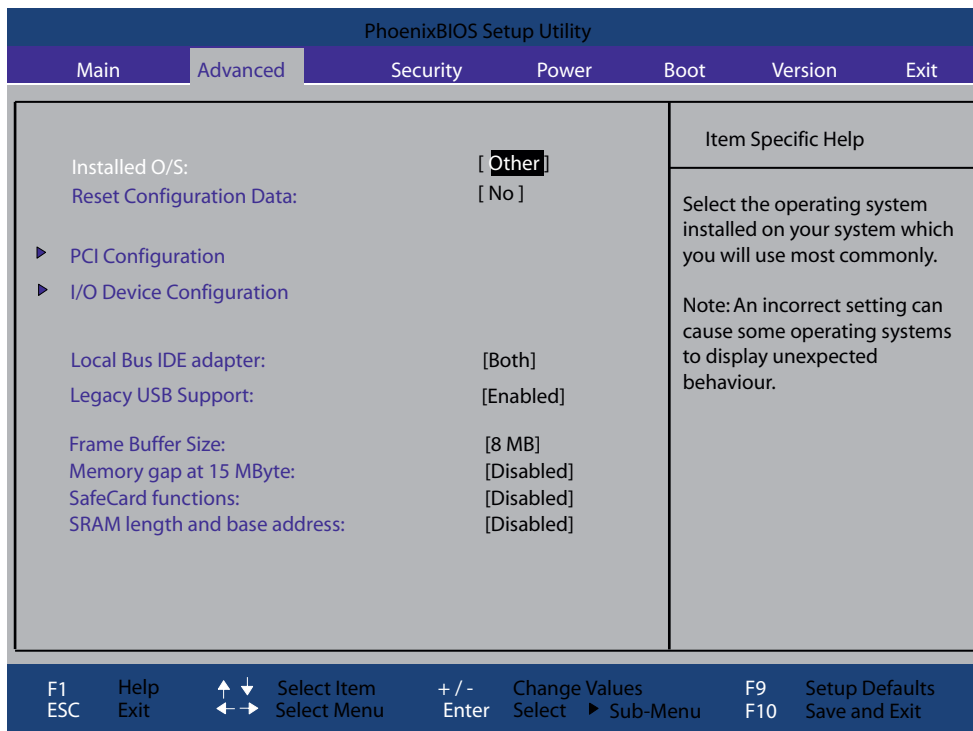 PhoenixBIOS Setup Utility
Main Advanced Security Power Boot Version Exit
Installed O/S: [ Other ]
Reset Configuration Data: [ No ]
PCI Configuration
I/O Device Configuration
Local Bus IDE adapter: [Both]
Legacy USB Support: [Enabled]
Frame Buffer Size: [8 MB]
Memory gap at 15 MByte: [Disabled]
SafeCard functions: [Disabled]
SRAM length and base address: [Disabled]
Item Specific Help
Select the operating system
installed on your system which
you will use most commonly.
Note: An incorrect setting can
cause some operating systems
to display unexpected
behaviour.
F1 Help Select Item + / - Change Values F9 Setup Defaults
ESC Exit Select Menu Enter Select Sub-Menu F10 Save and Exit